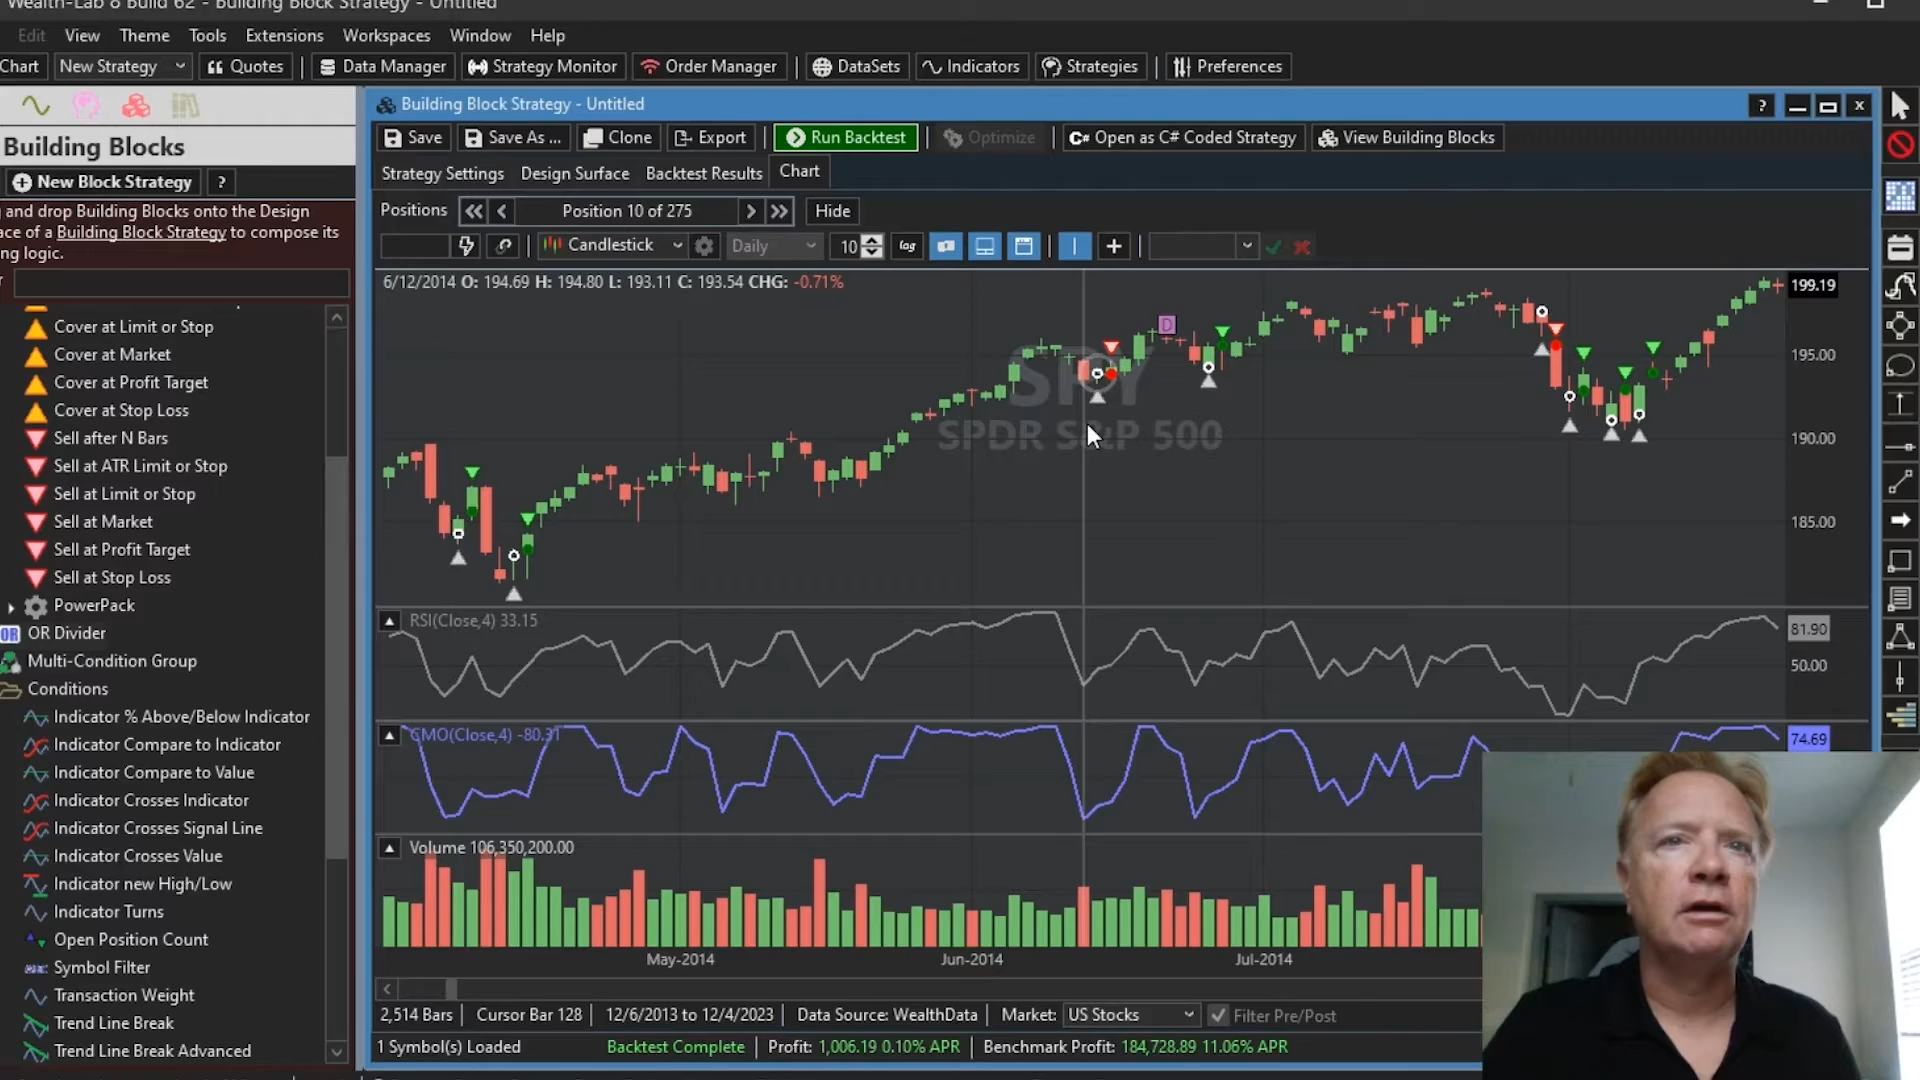 Wealth-Lab 8 Build 62 - Building Block Strategy - Untitled
Edit View Theme Tools Extensions Workspaces Window Help
Chart New Strategy Quotes Data Manager Strategy Monitor Order Manager DataSets Indicators Strategies Preferences
Building Blocks
New Block Strategy ?
and drop Building Blocks onto the Design
ace of a Building Block Strategy to compose its
ng logic.
Cover at Limit or Stop
Cover at Market
Cover at Profit Target
Cover at Stop Loss
Sell after N Bars
Sell at ATR Limit or Stop
Sell at Limit or Stop
Sell at Market
Sell at Profit Target
Sell at Stop Loss
PowerPack
OR OR Divider
Multi-Condition Group
Conditions
Indicator % Above/Below Indicator
Indicator Compare to Indicator
Indicator Compare to Value
Indicator Crosses Indicator
Indicator Crosses Signal Line
Indicator Crosses Value
Indicator new High/Low
Indicator Turns
Open Position Count
Symbol Filter
Transaction Weight
Trend Line Break
Trend Line Break Advanced
Building Block Strategy - Untitled ?
Save Save As ... Clone Export Run Backtest Optimize C# Open as C# Coded Strategy View Building Blocks
Strategy Settings Design Surface Backtest Results Chart
Positions Position 10 of 275 Hide
Candlestick Daily 10 log
6/12/2014 O: 194.69 H: 194.80 L: 193.11 C: 193.54 CHG: -0.71%
199.19
D
195.00
SPY
SPDR S&P 500
190.00
185.00
RSI(Close,4) 33.15
81.90
50.00
CMO(Close,4) -80.31
74.69
Volume 106,350,200.00
May-2014 Jun-2014 Jul-2014
2,514 Bars Cursor Bar 128 12/6/2013 to 12/4/2023 Data Source: WealthData Market: US Stocks Filter Pre/Post
1 Symbol(s) Loaded Backtest Complete Profit: 1,006.19 0.10% APR Benchmark Profit: 184,728.89 11.06% APR